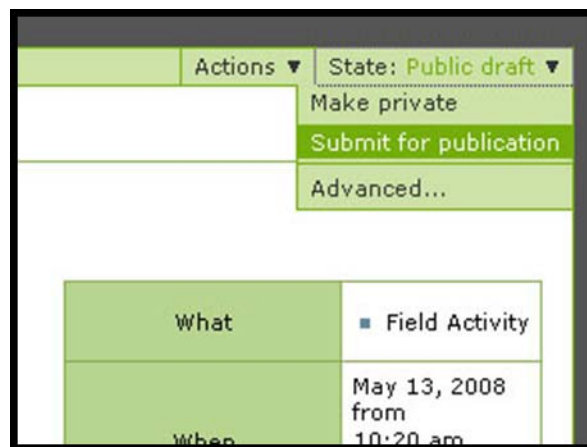 Actions ▼ State: Public draft ▼
Make private
Submit for publication
Advanced...
What
▪ Field Activity
When
May 13, 2008
from
10:20 am